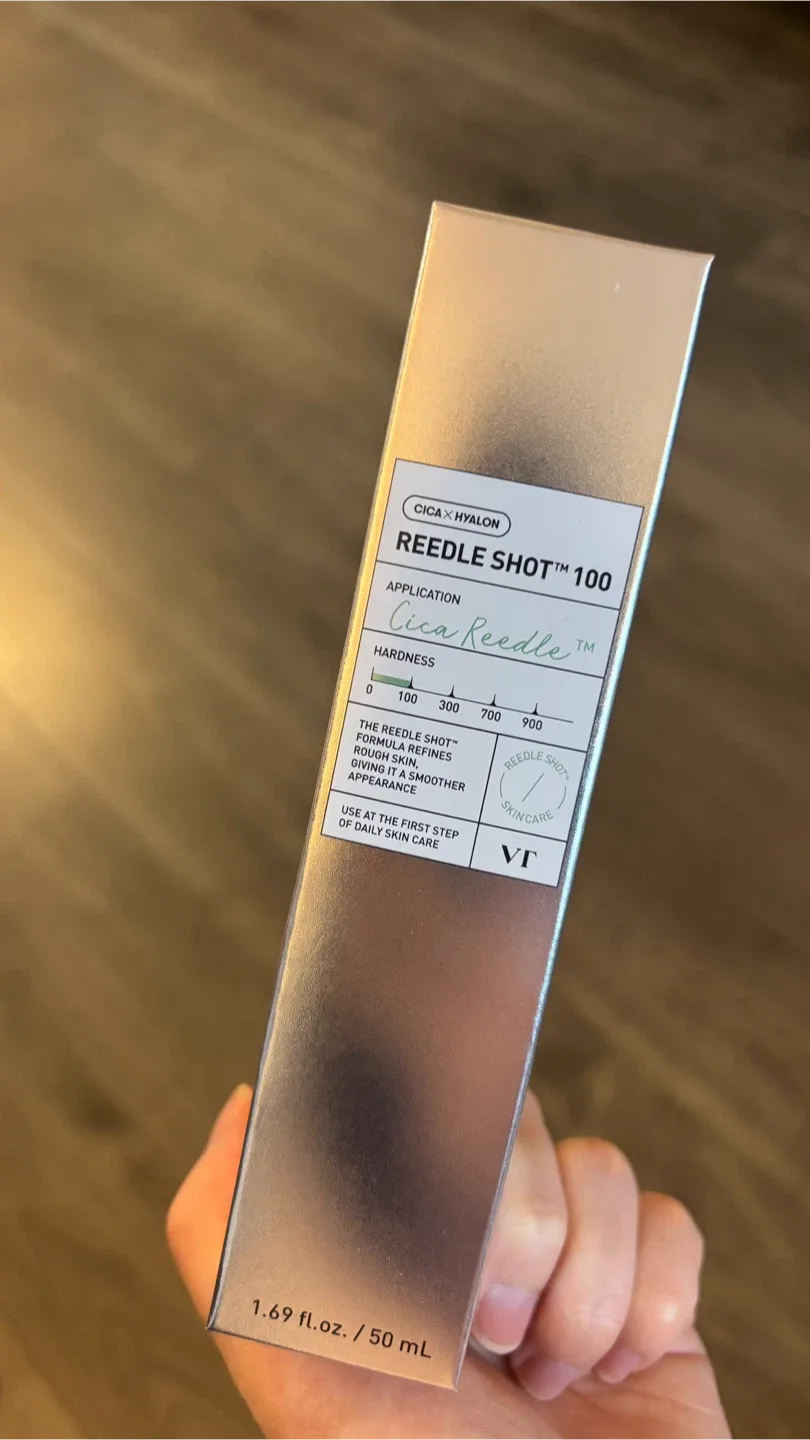 CICA×HYALON
REEDLE SHOT™ 100
APPLICATION
Cica Reedle™
HARDNESS
0 100 300 700 900
THE REEDLE SHOT™
FORMULA REFINES
ROUGH SKIN,
GIVING IT A SMOOTHER
APPEARANCE
REEDLE SHOT™
SKINCARE
USE AT THE FIRST STEP
OF DAILY SKIN CARE
VT
1.69 fl.oz. / 50 mL